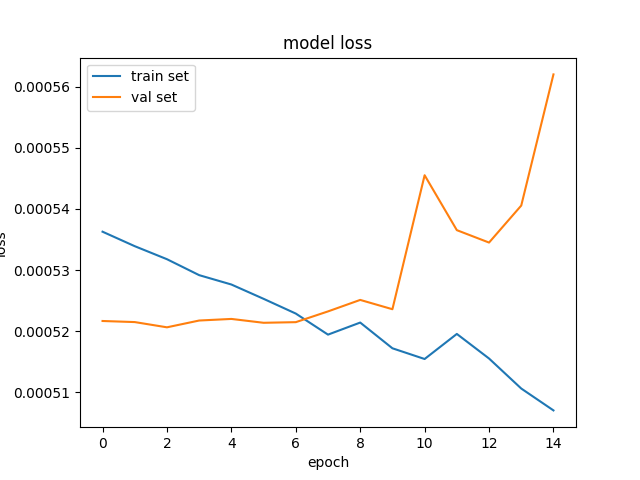 model loss
train set
val set
0.00056
0.00055
0.00054
0.00053
0.00052
0.00051
loss
0 2 4 6 8 10 12 14
epoch